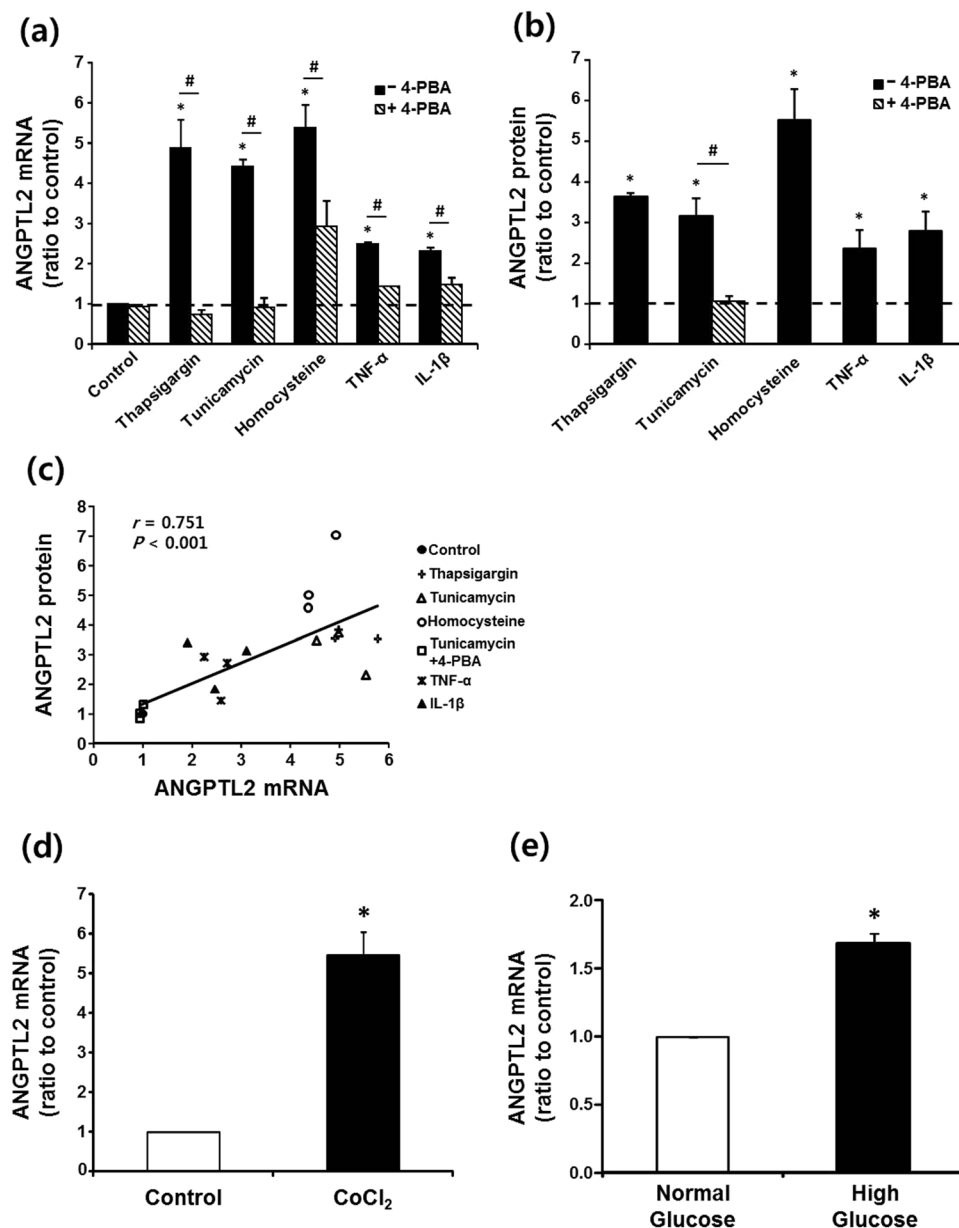 (a)
ANGPTL2 mRNA
(ratio to control)
7
6
5
4
3
2
1
0
− 4-PBA
+ 4-PBA
#
*
#
*
#
*
#
*
#
*
Control
Thapsigargin
Tunicamycin
Homocysteine
TNF-α
IL-1β
(b)
ANGPTL2 protein
(ratio to control)
7
6
5
4
3
2
1
0
− 4-PBA
+ 4-PBA
*
#
*
*
*
*
Thapsigargin
Tunicamycin
Homocysteine
TNF-α
IL-1β
(c)
ANGPTL2 protein
8
7
6
5
4
3
2
1
0
r = 0.751
P < 0.001
0 1 2 3 4 5 6
ANGPTL2 mRNA
Control
Thapsigargin
Tunicamycin
Homocysteine
Tunicamycin
+4-PBA
TNF-α
IL-1β
(d)
ANGPTL2 mRNA
(ratio to control)
7
6
5
4
3
2
1
0
*
Control CoCl₂
(e)
ANGPTL2 mRNA
(ratio to control)
2.0
1.5
1.0
0.5
0.0
*
Normal
Glucose
High
Glucose